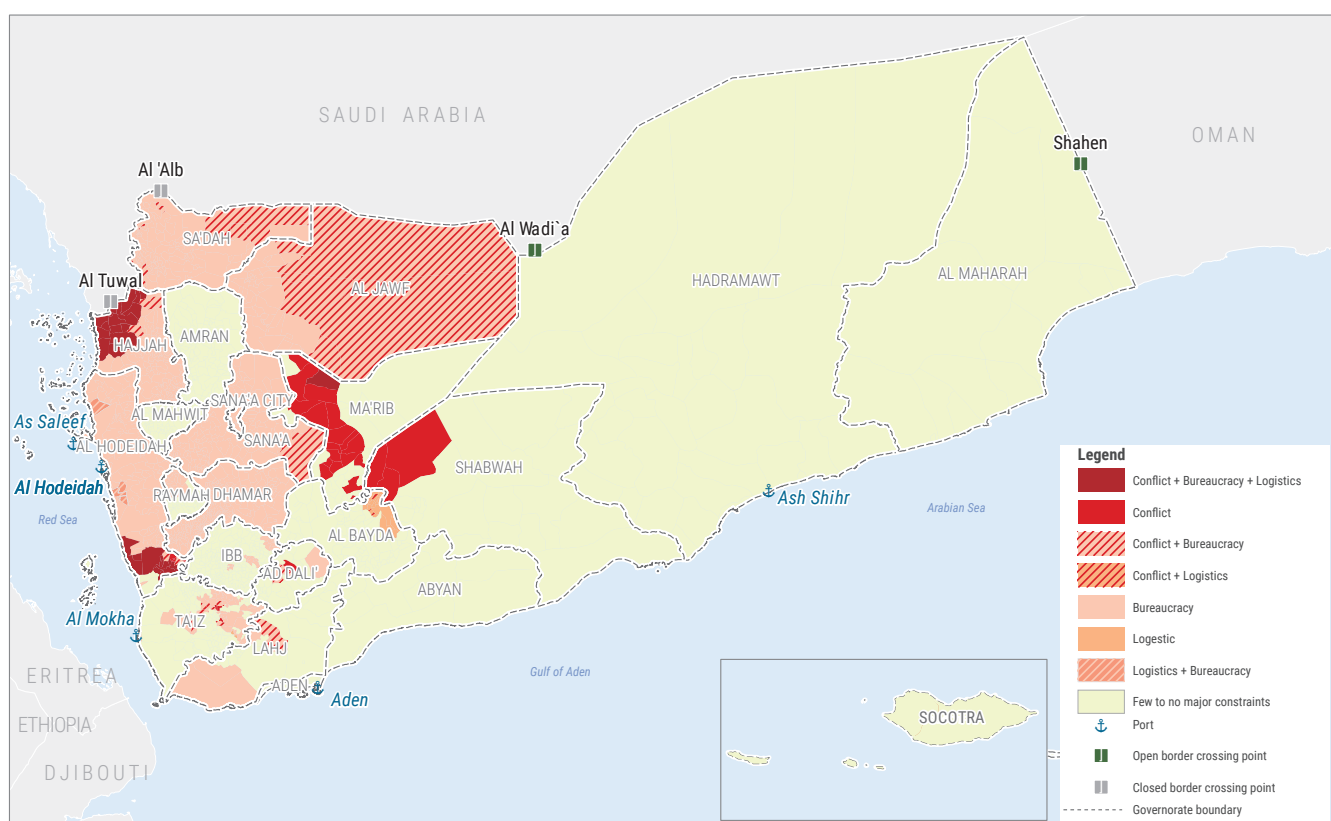 SAUDI ARABIA
OMAN
Shahen
Al 'Alb
Al Wadi`a
SA'DAH
Al Tuwal
AL JAWF
HADRAMAWT
AL MAHARAH
AMRAN
HAJJAH
SANA'A CITY
MA'RIB
AL MAHWIT
As Saleef
AL HODEIDAH
SANA'A
SHABWAH
Al Hodeidah
RAYMAH
DHAMAR
Ash Shihr
Red Sea
Arabian Sea
AL BAYDA
IBB
AD DALI'
ABYAN
Al Mokha
TA'IZ
LAHJ
ERITREA
Gulf of Aden
ADEN
Aden
ETHIOPIA
DJIBOUTI
SOCOTRA
Legend
Conflict + Bureaucracy + Logistics
Conflict
Conflict + Bureaucracy
Conflict + Logistics
Bureaucracy
Logestic
Logistics + Bureaucracy
Few to no major constraints
Port
Open border crossing point
Closed border crossing point
Governorate boundary